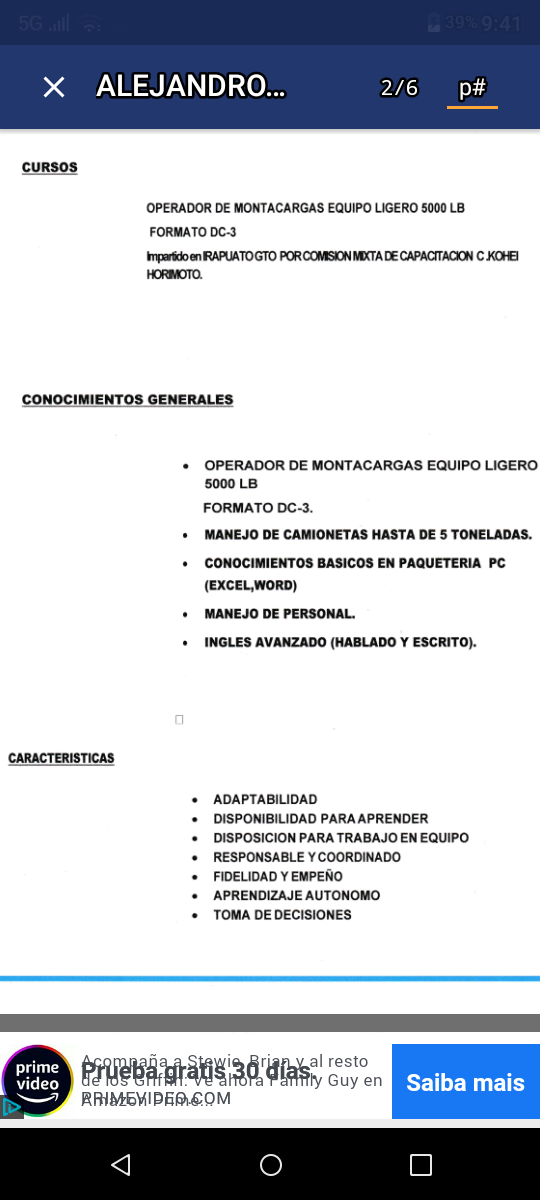 5G 39% 9:41
ALEJANDRO... 2/6 p#
CURSOS
OPERADOR DE MONTACARGAS EQUIPO LIGERO 5000 LB
FORMATO DC-3
Impartido en IRAPUATO GTO POR COMISION MIXTA DE CAPACITACION C .KOHEI
HORIMOTO.
CONOCIMIENTOS GENERALES
• OPERADOR DE MONTACARGAS EQUIPO LIGERO
5000 LB
FORMATO DC-3.
• MANEJO DE CAMIONETAS HASTA DE 5 TONELADAS.
• CONOCIMIENTOS BASICOS EN PAQUETERIA PC
(EXCEL,WORD)
• MANEJO DE PERSONAL.
• INGLES AVANZADO (HABLADO Y ESCRITO).
CARACTERISTICAS
• ADAPTABILIDAD
• DISPONIBILIDAD PARA APRENDER
• DISPOSICION PARA TRABAJO EN EQUIPO
• RESPONSABLE Y COORDINADO
• FIDELIDAD Y EMPEÑO
• APRENDIZAJE AUTONOMO
• TOMA DE DECISIONES
prime
video
Acompaña a Stewie, Brian y al resto
Prueba gratis 30 días.
de los Griffin. Ve ahora Family Guy en
PRIMEVIDEO.COM
Amazon Prime...
Saiba mais